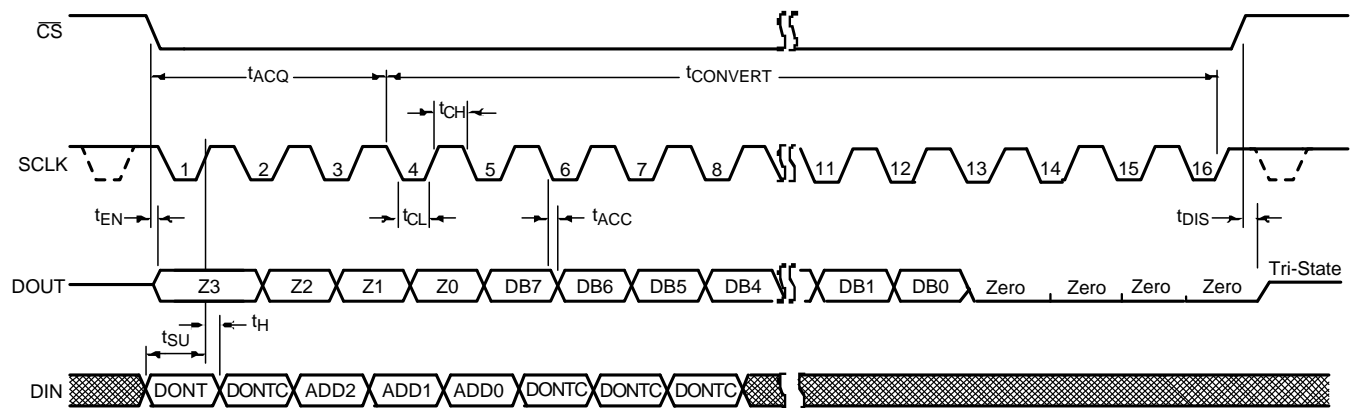 CS
tACQ
tCONVERT
tCH
SCLK
1 2 3 4 5 6 7 8 11 12 13 14 15 16
tEN
tCL
tACC
tDIS
DOUT
Z3 Z2 Z1 Z0 DB7 DB6 DB5 DB4 DB1 DB0 Zero Zero Zero Zero
Tri-State
tSU
tH
DIN
DONT DONTC ADD2 ADD1 ADD0 DONTC DONTC DONTC